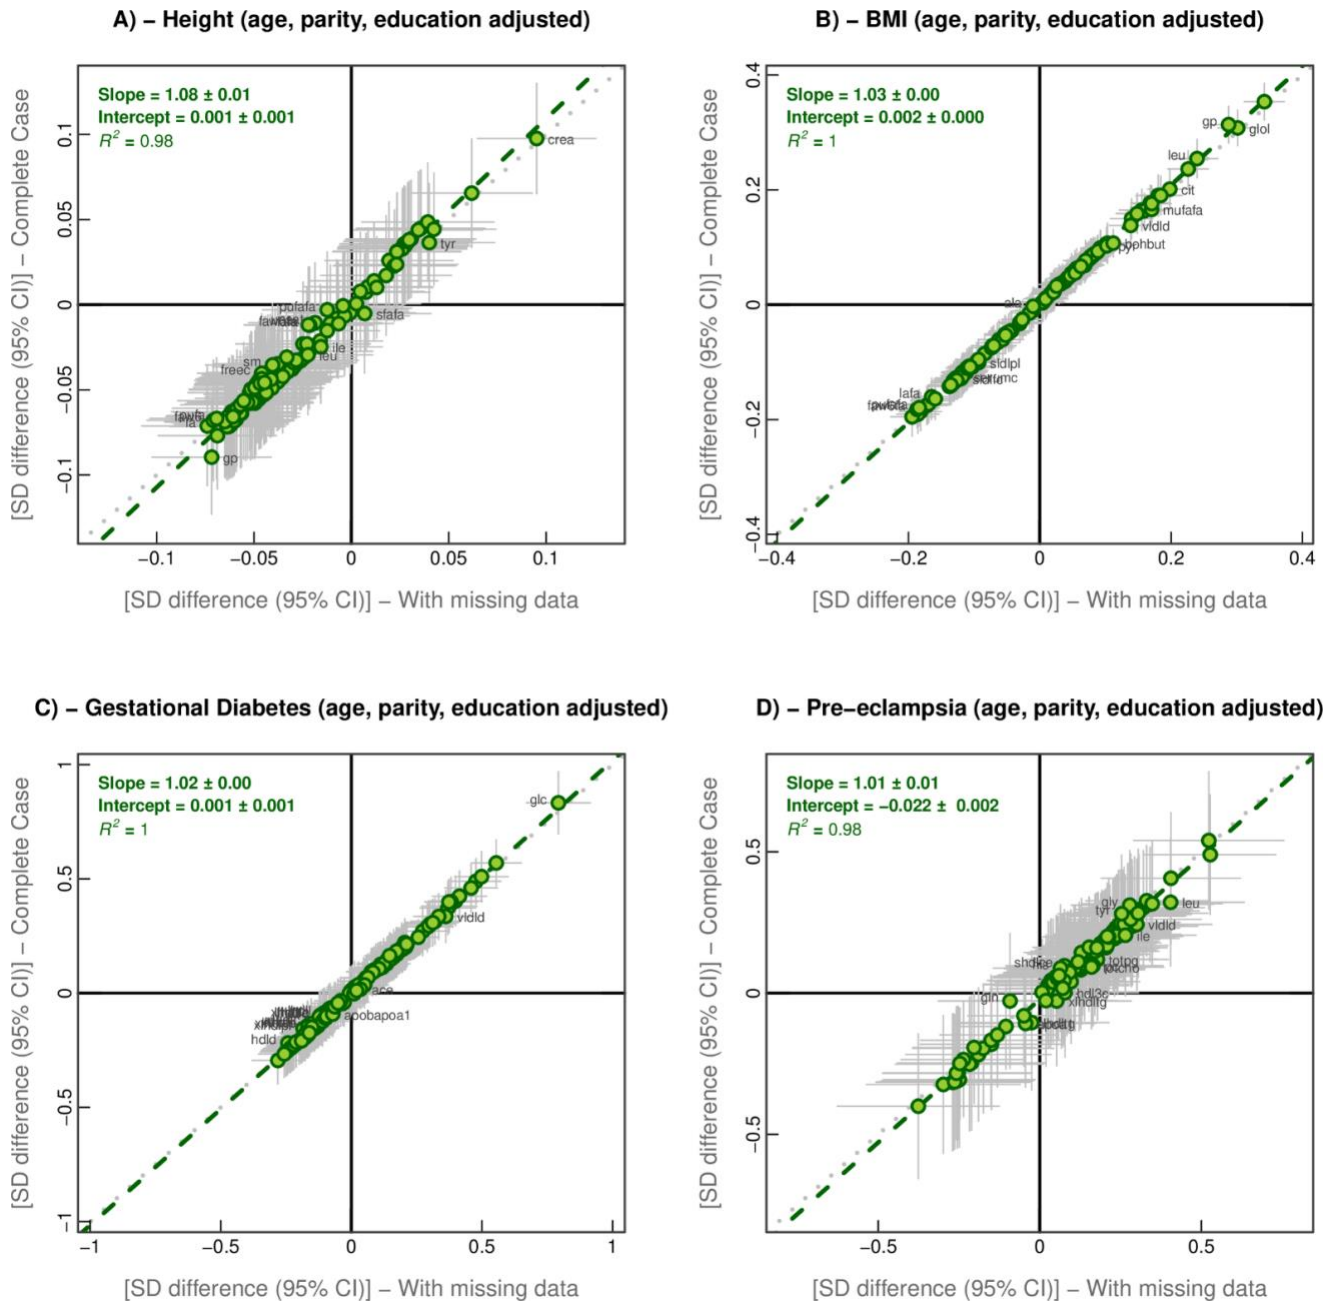 A) – Height (age, parity, education adjusted)
Slope = 1.08 ± 0.01
Intercept = 0.001 ± 0.001
R² = 0.98
crea
tyr
pufafa
sfafa
ile
leu
sm
freec
la
gp
0.1
0.05
0
−0.05
−0.1
−0.1
−0.05
0
0.05
0.1
[SD difference (95% CI)] – Complete Case
[SD difference (95% CI)] – With missing data
B) – BMI (age, parity, education adjusted)
Slope = 1.03 ± 0.00
Intercept = 0.002 ± 0.000
R² = 1
gp
glol
leu
cit
mufafa
vldld
bohbut
pyr
ala
sldlpl
lafa
0.4
0.2
0
−0.2
−0.4
−0.4
−0.2
0
0.2
0.4
[SD difference (95% CI)] – Complete Case
[SD difference (95% CI)] – With missing data
C) – Gestational Diabetes (age, parity, education adjusted)
Slope = 1.02 ± 0.00
Intercept = 0.001 ± 0.001
R² = 1
glc
vldld
ace
apobapoa1
hdld
1
0.5
0
−0.5
−1
−1
−0.5
0
0.5
1
[SD difference (95% CI)] – Complete Case
[SD difference (95% CI)] – With missing data
D) – Pre−eclampsia (age, parity, education adjusted)
Slope = 1.01 ± 0.01
Intercept = −0.022 ± 0.002
R² = 0.98
gly
tyr
leu
vldld
ile
totpg
gln
hdl3c
xlhdltg
0.5
0
−0.5
−0.5
0
0.5
[SD difference (95% CI)] – Complete Case
[SD difference (95% CI)] – With missing data